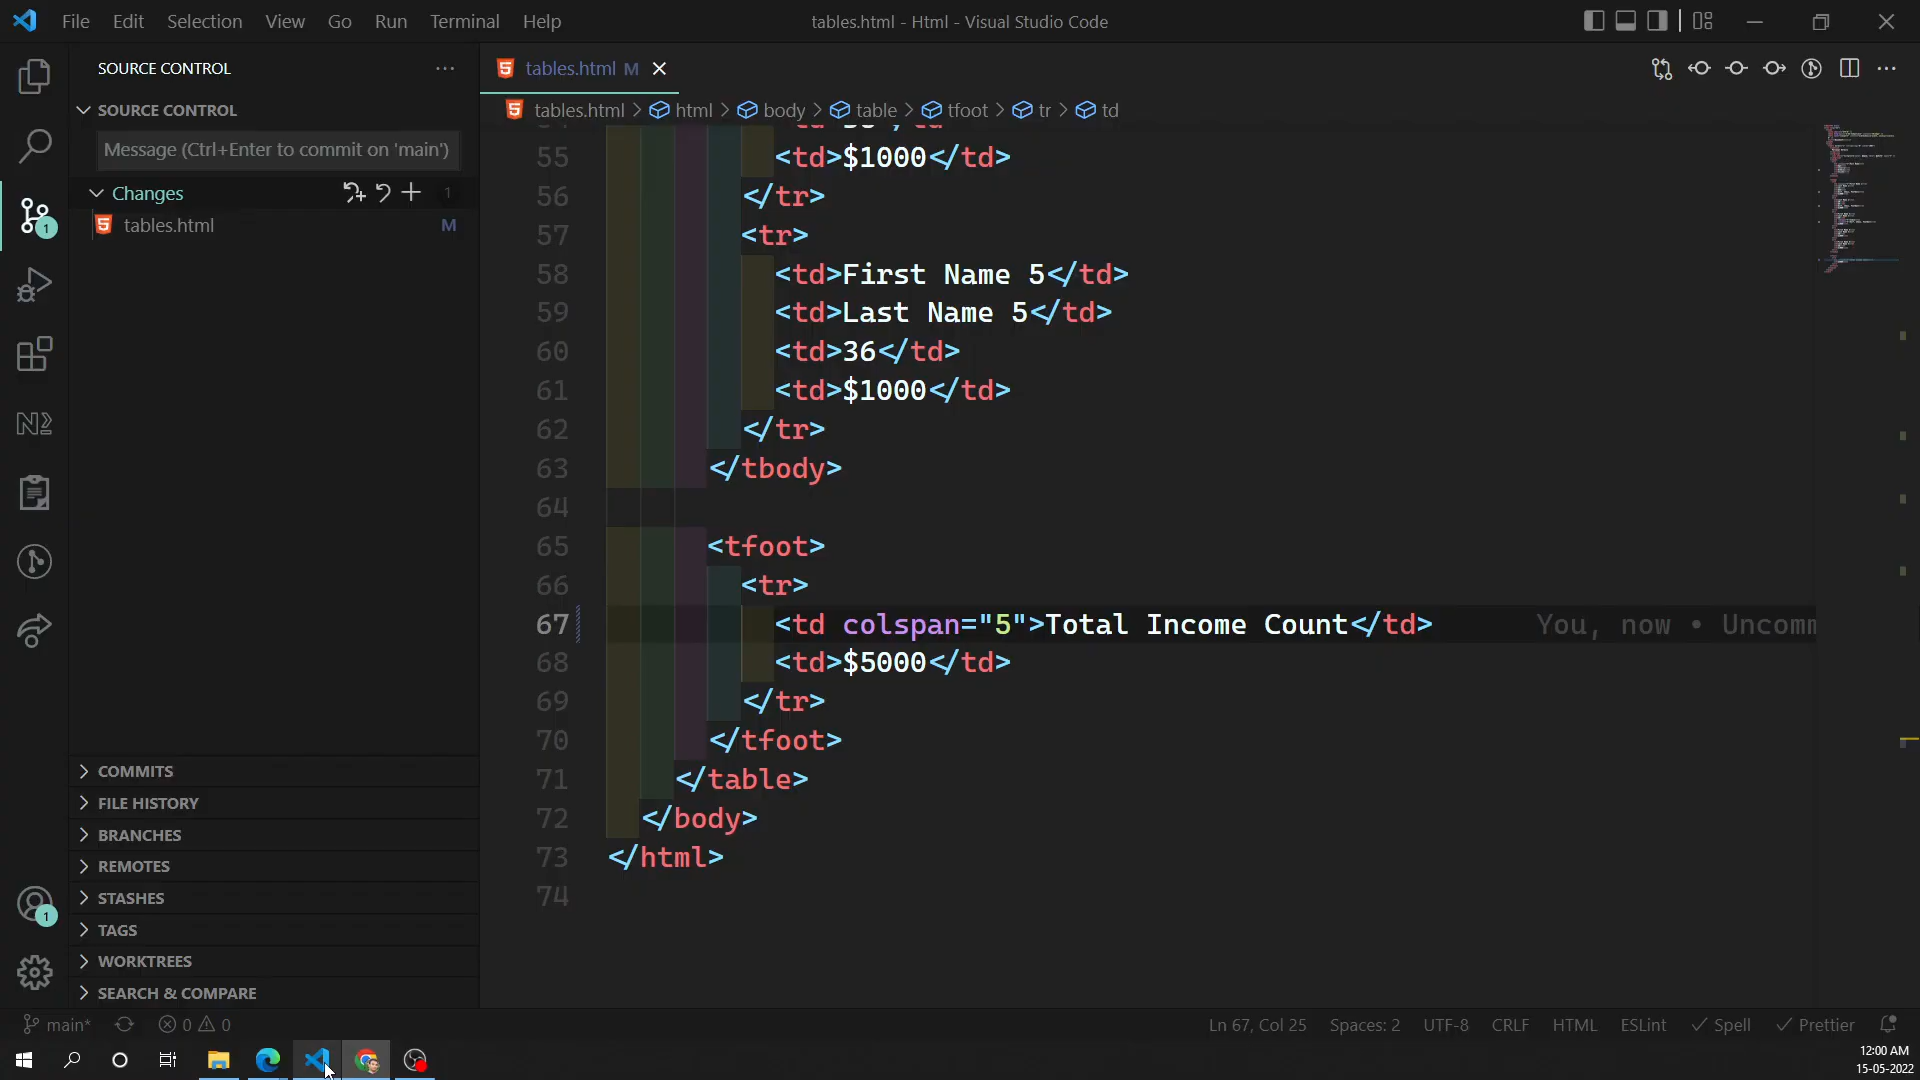 File Edit Selection View Go Run Terminal Help
tables.html - Html - Visual Studio Code
SOURCE CONTROL
tables.html M
SOURCE CONTROL
tables.html > html > body > table > tfoot > tr > td
Message (Ctrl+Enter to commit on 'main')
Changes 1
tables.html M
55 <td>$1000</td>
56 </tr>
57 <tr>
58 <td>First Name 5</td>
59 <td>Last Name 5</td>
60 <td>36</td>
61 <td>$1000</td>
62 </tr>
63 </tbody>
64
65 <tfoot>
66 <tr>
67 <td colspan="5">Total Income Count</td> You, now • Uncomm
68 <td>$5000</td>
69 </tr>
70 </tfoot>
71 </table>
72 </body>
73 </html>
74
1
1
COMMITS
FILE HISTORY
BRANCHES
REMOTES
STASHES
TAGS
WORKTREES
SEARCH & COMPARE
main* 0 0
Ln 67, Col 25 Spaces: 2 UTF-8 CRLF HTML ESLint Spell Prettier
12:00 AM
15-05-2022